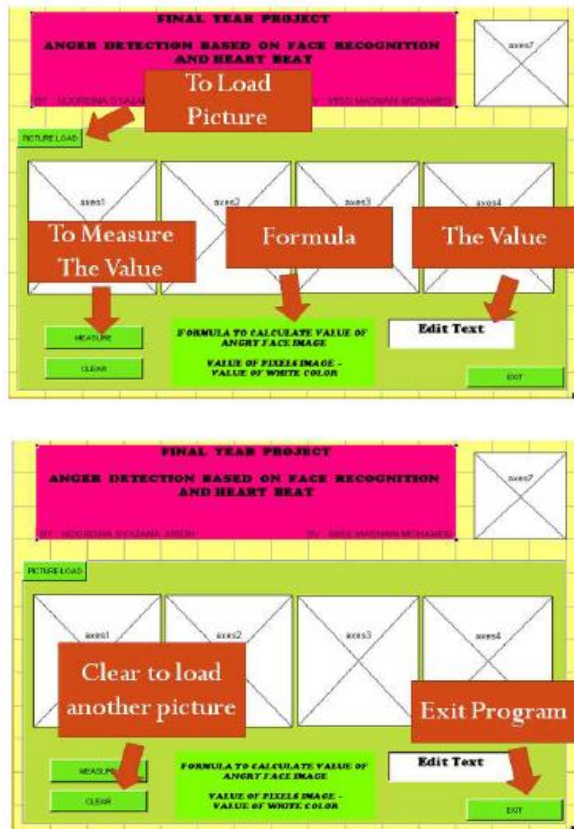 FINAL YEAR PROJECT
ANGER DETECTION BASED ON FACE RECOGNITION
AND HEART BEAT
axes7
To Load
Picture
PICTURE LOAD
axes1
axes2
axes3
axes4
To Measure
The Value
Formula
The Value
MEASURE
CLEAR
FORMULA TO CALCULATE VALUE OF
ANGRY FACE IMAGE
VALUE OF PIXELS IMAGE -
VALUE OF WHITE COLOR
Edit Text
EXIT
FINAL YEAR PROJECT
ANGER DETECTION BASED ON FACE RECOGNITION
AND HEART BEAT
axes7
PICTURE LOAD
axes1
axes2
axes3
axes4
Clear to load
another picture
Exit Program
MEASURE
CLEAR
FORMULA TO CALCULATE VALUE OF
ANGRY FACE IMAGE
VALUE OF PIXELS IMAGE -
VALUE OF WHITE COLOR
Edit Text
EXIT